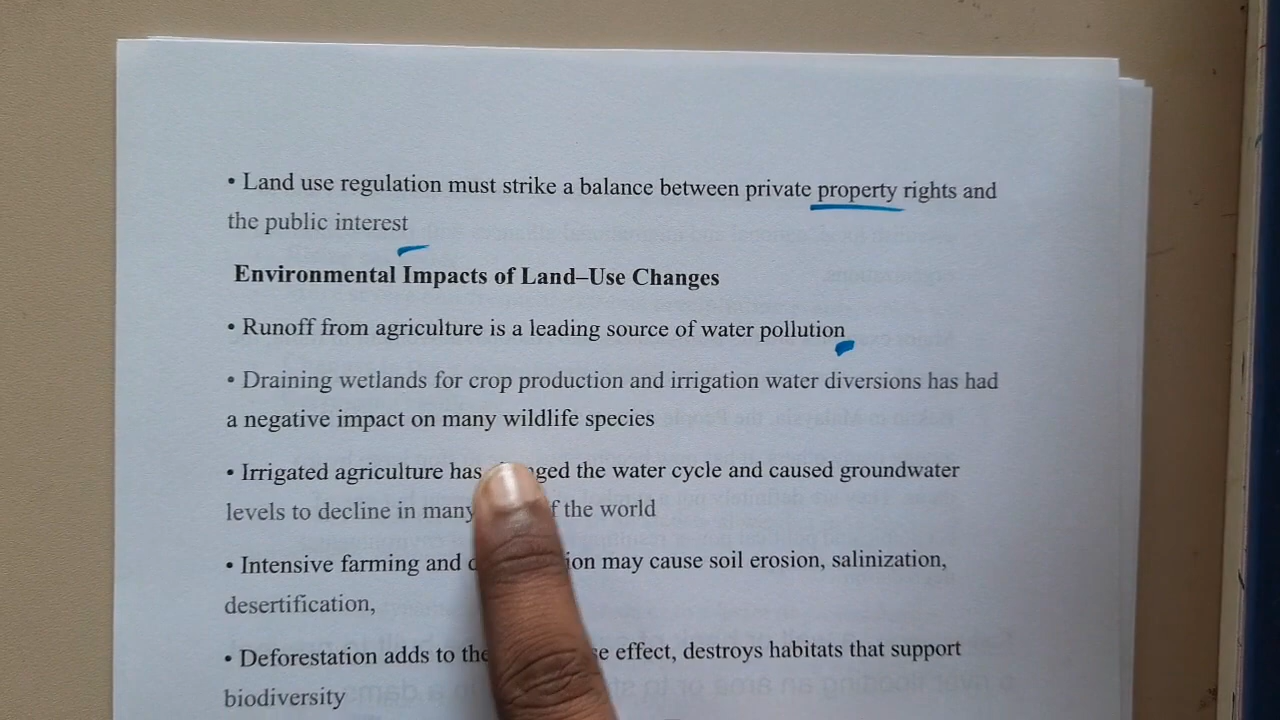 • Land use regulation must strike a balance between private property rights and
the public interest
Environmental Impacts of Land–Use Changes
• Runoff from agriculture is a leading source of water pollution
• Draining wetlands for crop production and irrigation water diversions has had
a negative impact on many wildlife species
• Irrigated agriculture has the water cycle and caused groundwater
levels to decline in many the world
• Intensive farming and may cause soil erosion, salinization,
desertification,
• Deforestation adds to the effect, destroys habitats that support
biodiversity